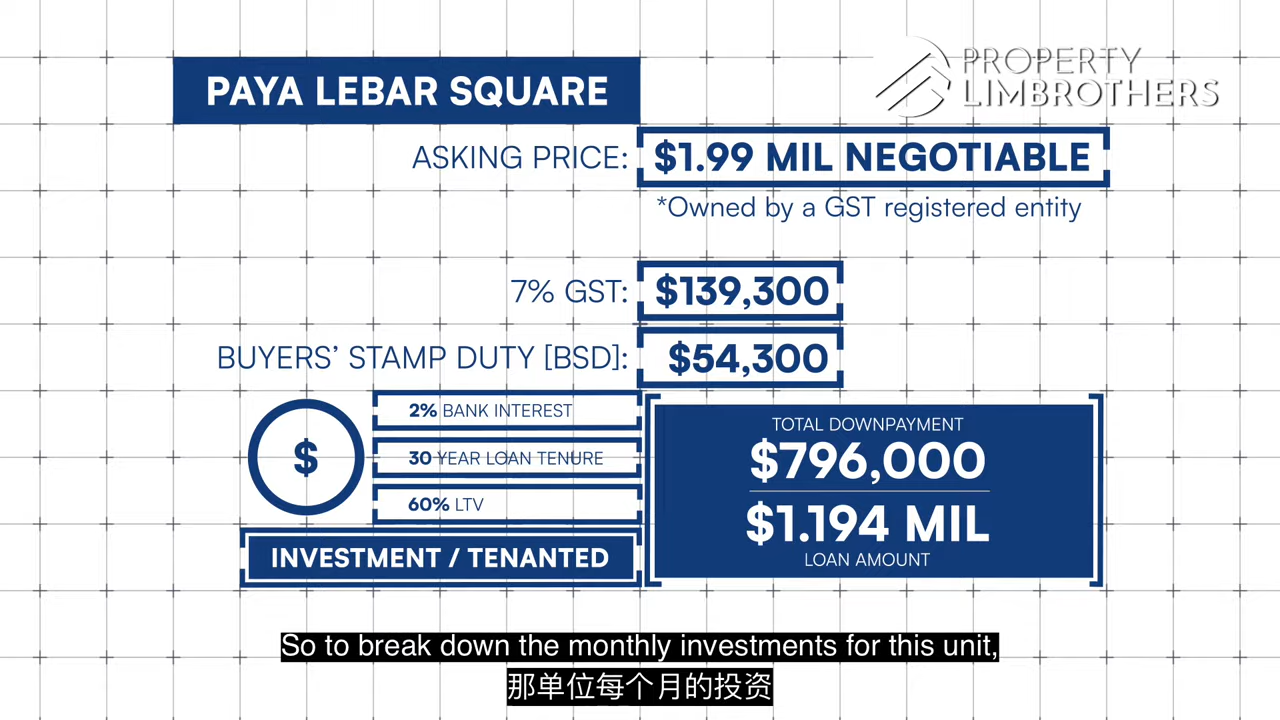 PROPERTY
LIMBROTHERS
PAYA LEBAR SQUARE
ASKING PRICE: $1.99 MIL NEGOTIABLE
*Owned by a GST registered entity
7% GST: $139,300
BUYERS’ STAMP DUTY [BSD]: $54,300
$
2% BANK INTEREST
30 YEAR LOAN TENURE
60% LTV
INVESTMENT / TENANTED
TOTAL DOWNPAYMENT
$796,000
$1.194 MIL
LOAN AMOUNT
So to break down the monthly investments for this unit,
那单位每个月的投资